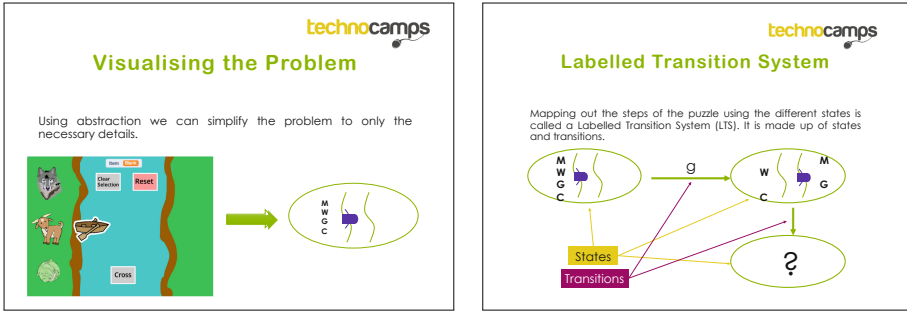 technocamps
Visualising the Problem
Using abstraction we can simplify the problem to only the
necessary details.
Item Blank
Clear
Selection
Reset
Cross
M
W
G
C
technocamps
Labelled Transition System
Mapping out the steps of the puzzle using the different states is
called a Labelled Transition System (LTS). It is made up of states
and transitions.
M
W
G
C
g
W
C
M
G
States
Transitions
?